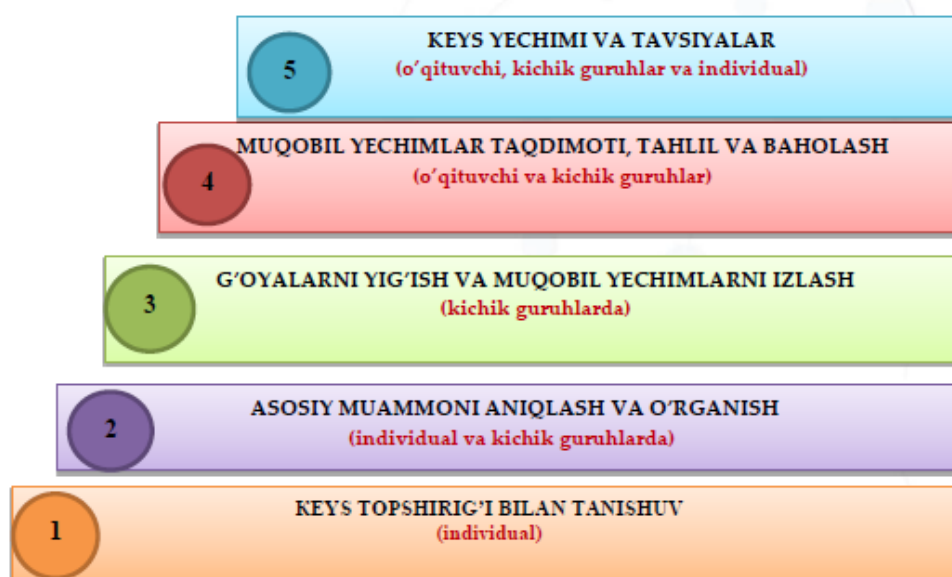 5
KEYS YECHIMI VA TAVSIYALAR
(o’qituvchi, kichik guruhlar va individual)
4
MUQOBIL YECHIMLAR TAQDIMOTI, TAHLIL VA BAHOLASH
(o’qituvchi va kichik guruhlar)
3
G’OYALARNI YIG’ISH VA MUQOBIL YECHIMLARNI IZLASH
(kichik guruhlarda)
2
ASOSIY MUAMMONI ANIQLASH VA O’RGANISH
(individual va kichik guruhlarda)
1
KEYS TOPSHIRIG’I BILAN TANISHUV
(individual)